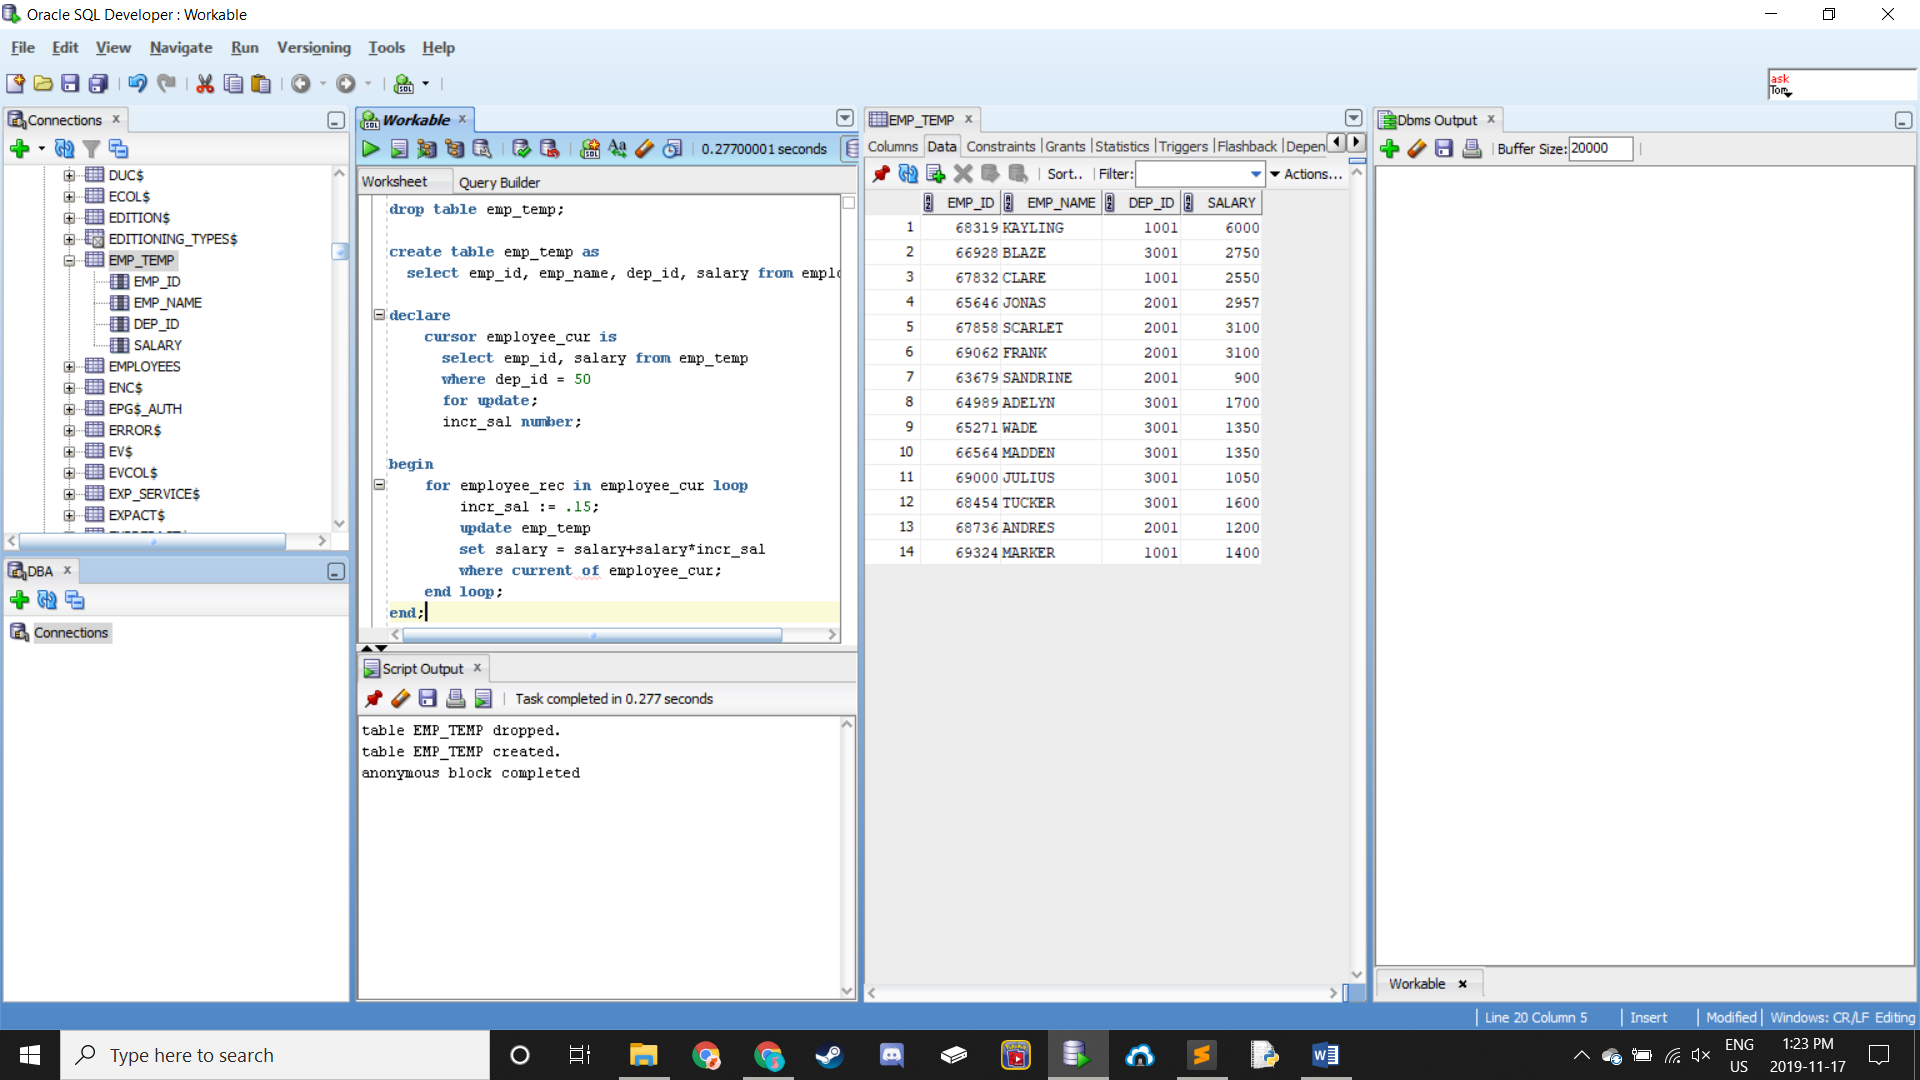 Oracle SQL Developer : Workable
File Edit View Navigate Run Versioning Tools Help
ask
Tom
Connections
DUC$
ECOL$
EDITION$
EDITIONING_TYPES$
EMP_TEMP
EMP_ID
EMP_NAME
DEP_ID
SALARY
EMPLOYEES
ENC$
EPG$_AUTH
ERROR$
EV$
EVCOL$
EXP_SERVICE$
EXPACT$
DBA
Connections
Workable
0.27700001 seconds
Worksheet Query Builder
drop table emp_temp;
create table emp_temp as
select emp_id, emp_name, dep_id, salary from emplo
declare
cursor employee_cur is
select emp_id, salary from emp_temp
where dep_id = 50
for update;
incr_sal number;
begin
for employee_rec in employee_cur loop
incr_sal := .15;
update emp_temp
set salary = salary+salary*incr_sal
where current of employee_cur;
end loop;
end;
Script Output
Task completed in 0.277 seconds
table EMP_TEMP dropped.
table EMP_TEMP created.
anonymous block completed
EMP_TEMP
Columns Data Constraints Grants Statistics Triggers Flashback Depen
Sort.. Filter: Actions...
EMP_ID EMP_NAME DEP_ID SALARY
1 68319 KAYLING 1001 6000
2 66928 BLAZE 3001 2750
3 67832 CLARE 1001 2550
4 65646 JONAS 2001 2957
5 67858 SCARLET 2001 3100
6 69062 FRANK 2001 3100
7 63679 SANDRINE 2001 900
8 64989 ADELYN 3001 1700
9 65271 WADE 3001 1350
10 66564 MADDEN 3001 1350
11 69000 JULIUS 3001 1050
12 68454 TUCKER 3001 1600
13 68736 ANDRES 2001 1200
14 69324 MARKER 1001 1400
Dbms Output
Buffer Size: 20000
Workable
Line 20 Column 5 Insert Modified Windows: CR/LF Editing
Type here to search
ENG
US
1:23 PM
2019-11-17